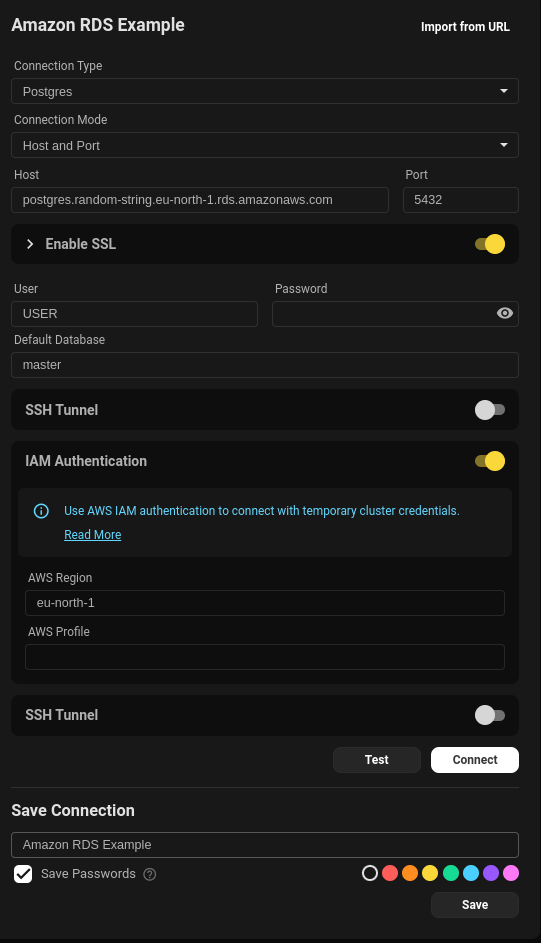 Amazon RDS Example
Import from URL
Connection Type
Postgres
Connection Mode
Host and Port
Host
Port
postgres.random-string.eu-north-1.rds.amazonaws.com
5432
Enable SSL
User
Password
USER
Default Database
master
SSH Tunnel
IAM Authentication
Use AWS IAM authentication to connect with temporary cluster credentials.
Read More
AWS Region
eu-north-1
AWS Profile
SSH Tunnel
Test
Connect
Save Connection
Amazon RDS Example
Save Passwords
Save